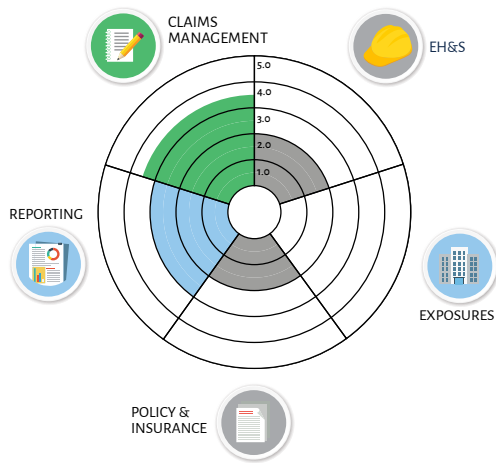 CLAIMS
MANAGEMENT
EH&S
5.0
4.0
3.0
2.0
1.0
REPORTING
EXPOSURES
POLICY &
INSURANCE